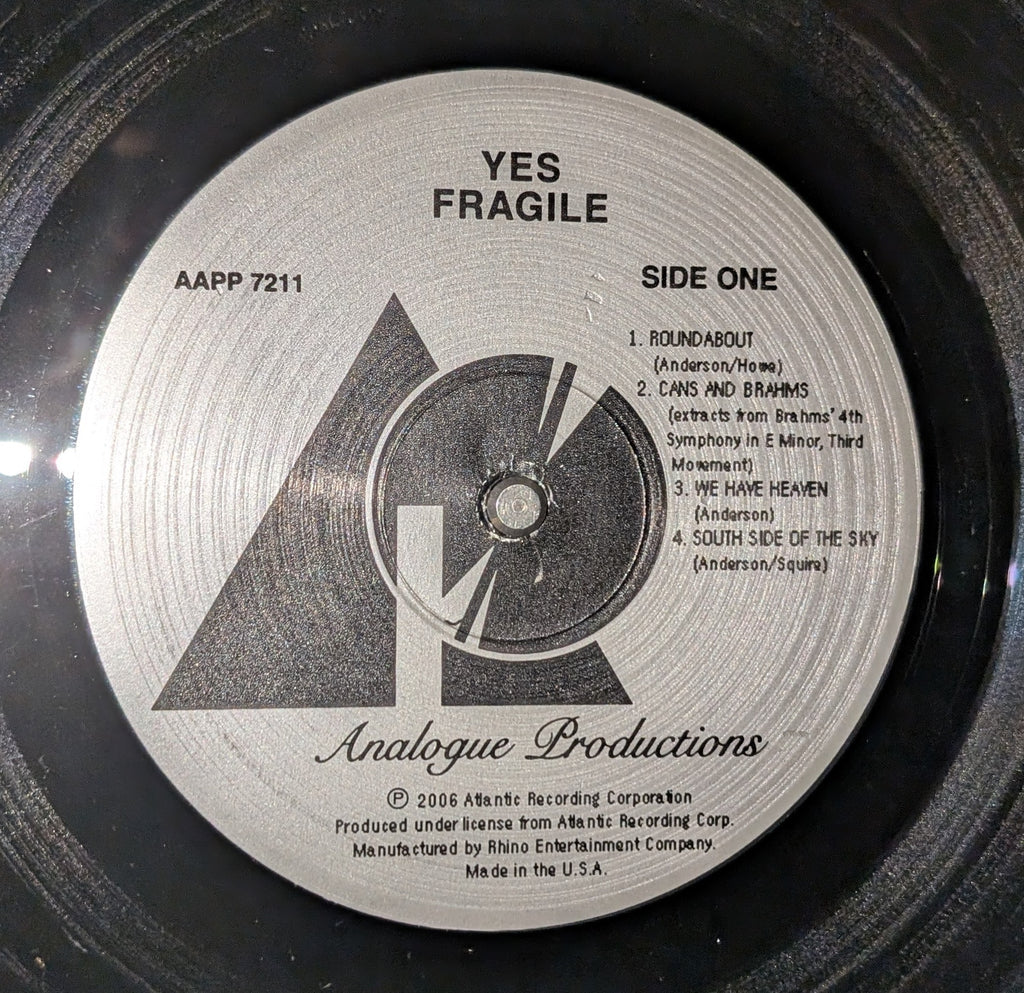 YES
FRAGILE
AAPP 7211
SIDE ONE
1. ROUNDABOUT
(Anderson/Howe)
2. CANS AND BRAHMS
(extracts from Brahms' 4th
Symphony in E Minor, Third
Movement)
3. WE HAVE HEAVEN
(Anderson)
4. SOUTH SIDE OF THE SKY
(Anderson/Squire)
Analogue Productions
Ⓟ 2006 Atlantic Recording Corporation
Produced under license from Atlantic Recording Corp.
Manufactured by Rhino Entertainment Company.
Made in the U.S.A.